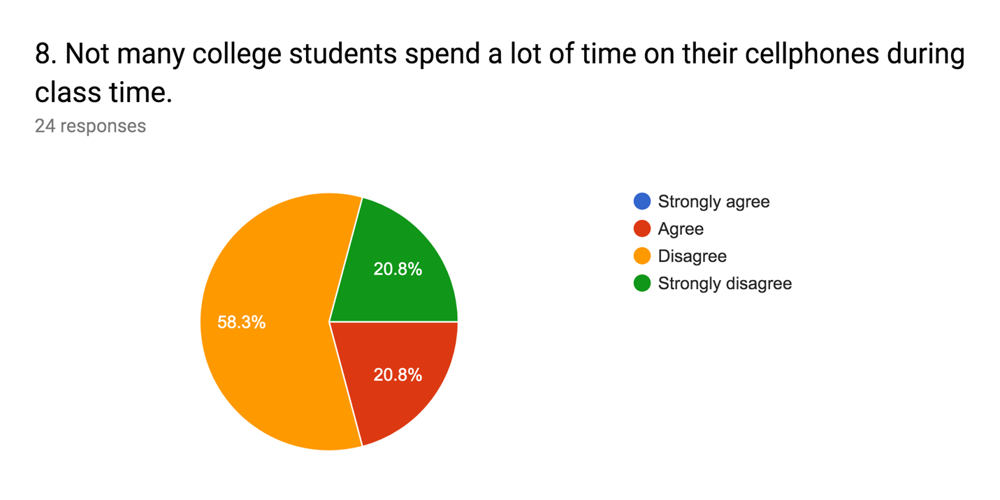 8. Not many college students spend a lot of time on their cellphones during
class time.
24 responses
Strongly agree
Agree
Disagree
Strongly disagree
20.8%
58.3%
20.8%